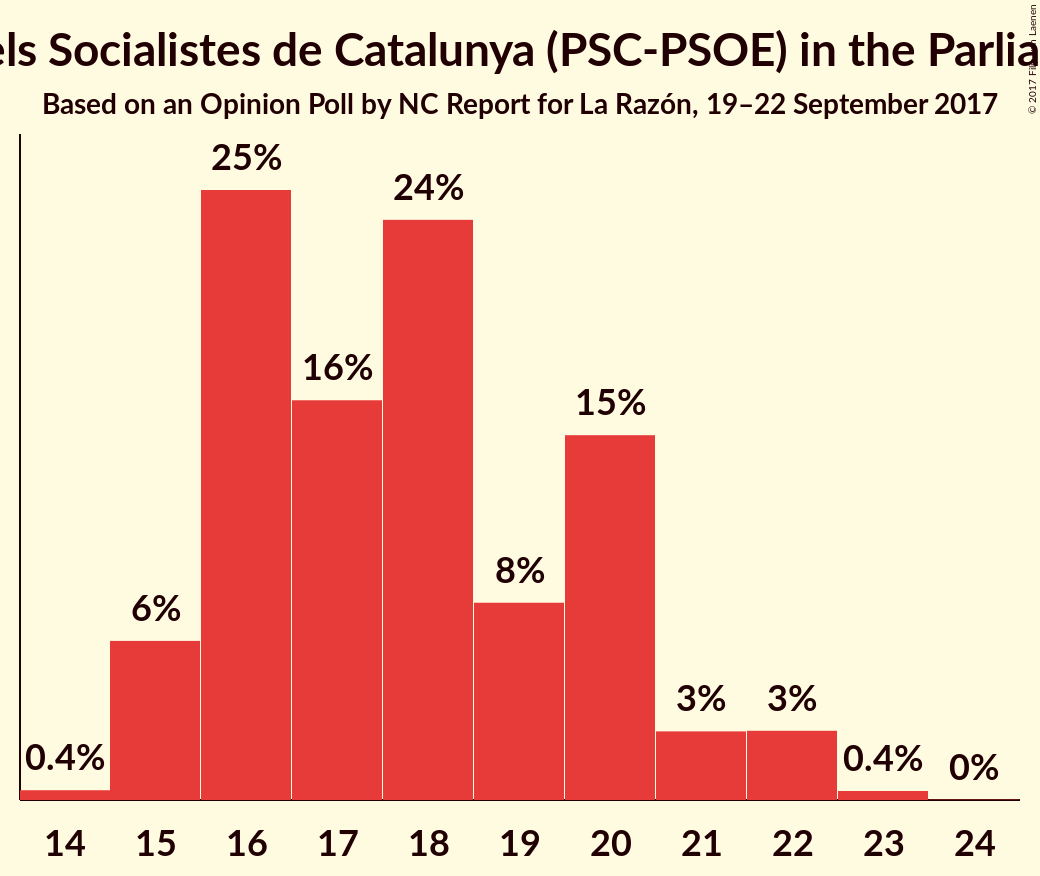 els Socialistes de Catalunya (PSC-PSOE) in the Parlia
Based on an Opinion Poll by NC Report for La Razón, 19–22 September 2017
25%
24%
16%
15%
8%
6%
3%
3%
0.4%
0.4%
0%
14 15 16 17 18 19 20 21 22 23 24
© 2017 Laenen